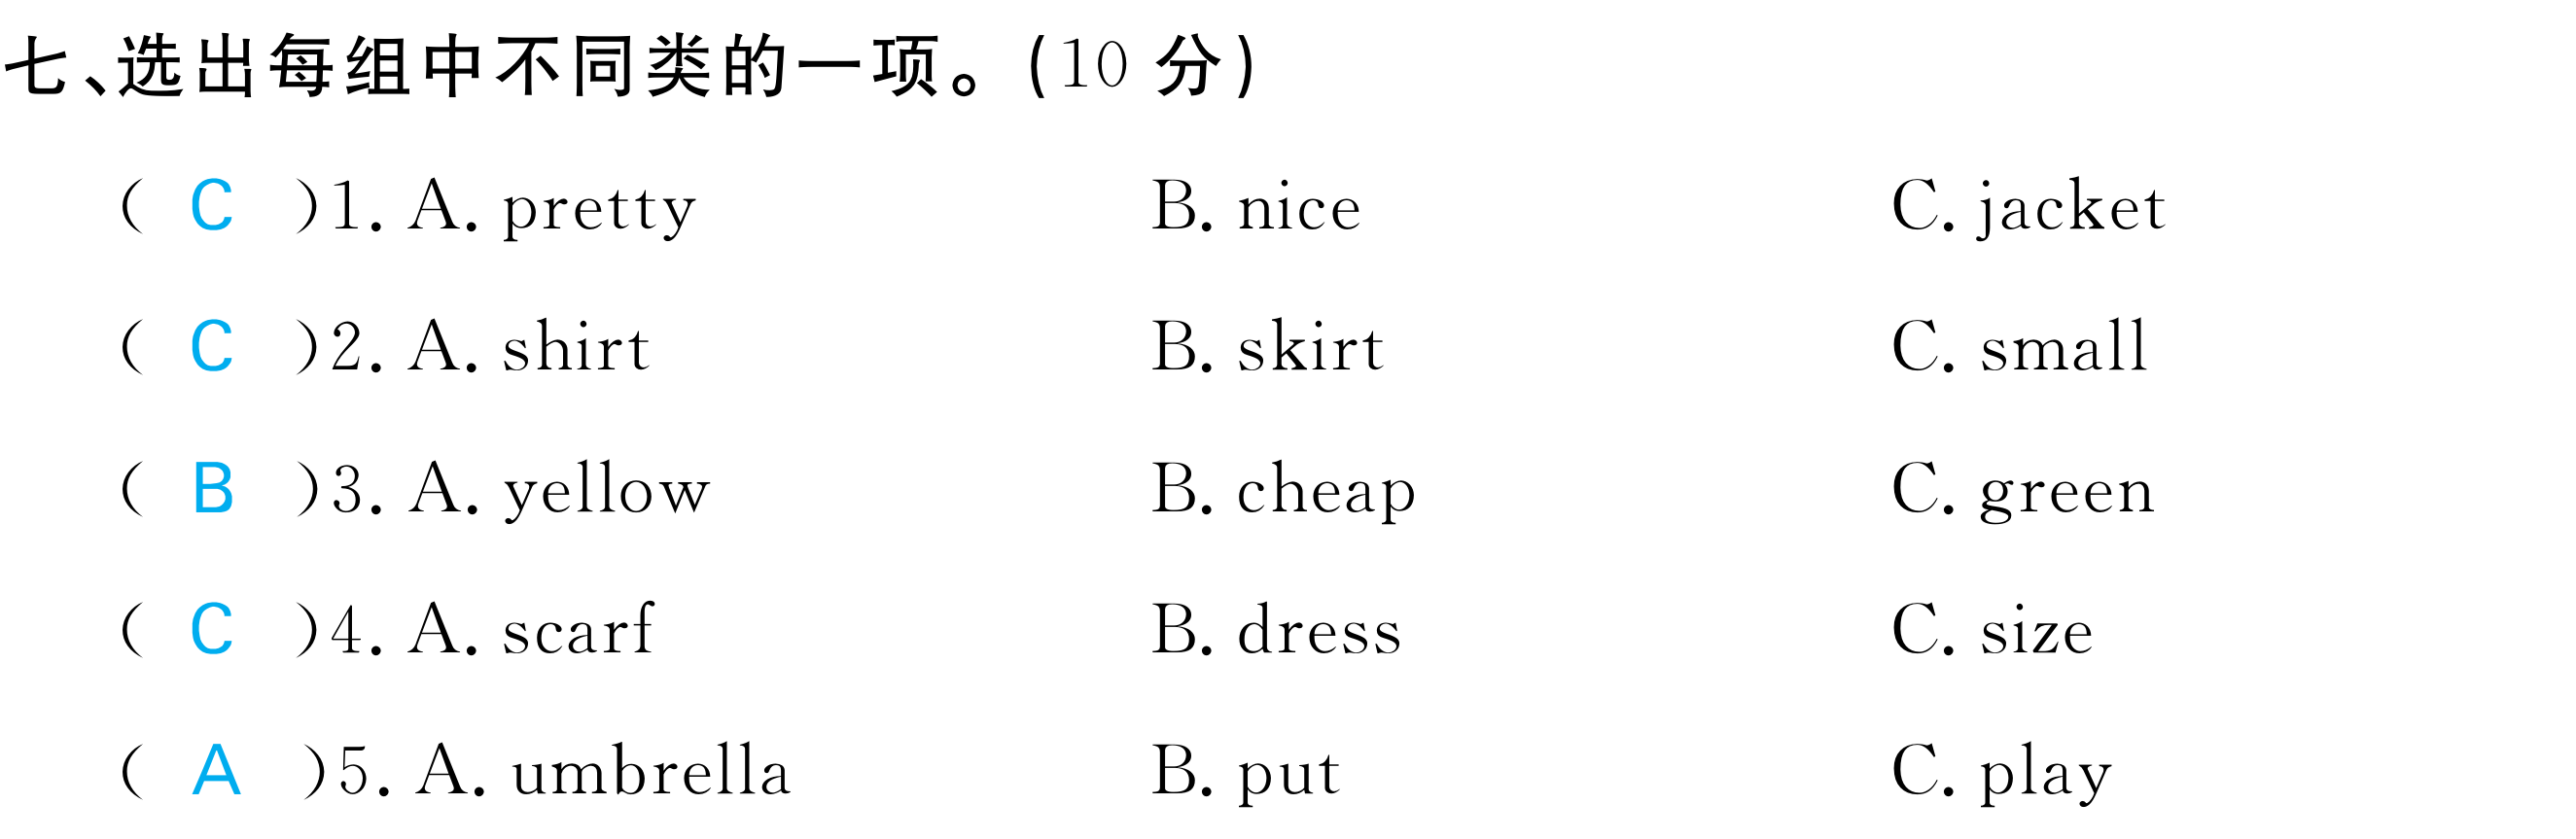 七、选出每组中不同类的一项。(10 分)
( C )1. A. pretty B. nice C. jacket
( C )2. A. shirt B. skirt C. small
( B )3. A. yellow B. cheap C. green
( C )4. A. scarf B. dress C. size
( A )5. A. umbrella B. put C. play